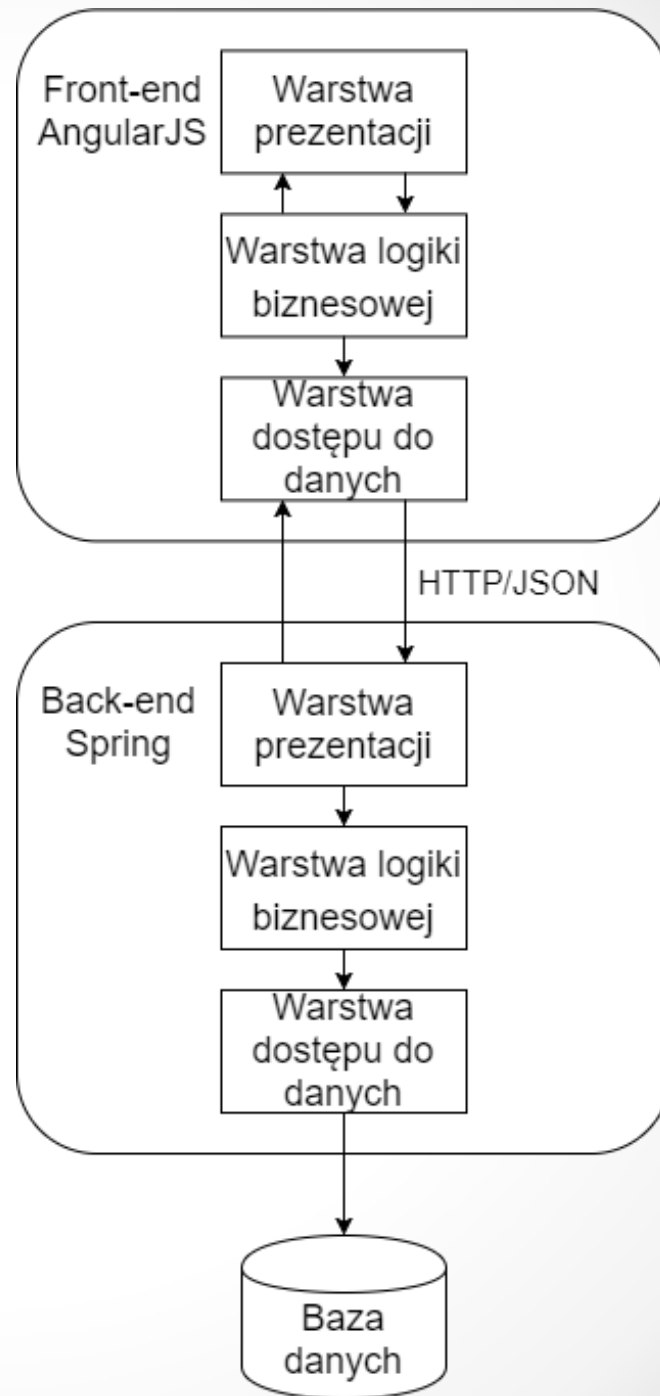 Front-end
AngularJS
Warstwa
prezentacji
Warstwa logiki
biznesowej
Warstwa
dostępu do
danych
HTTP/JSON
Back-end
Spring
Warstwa
prezentacji
Warstwa logiki
biznesowej
Warstwa
dostępu do
danych
Baza
danych